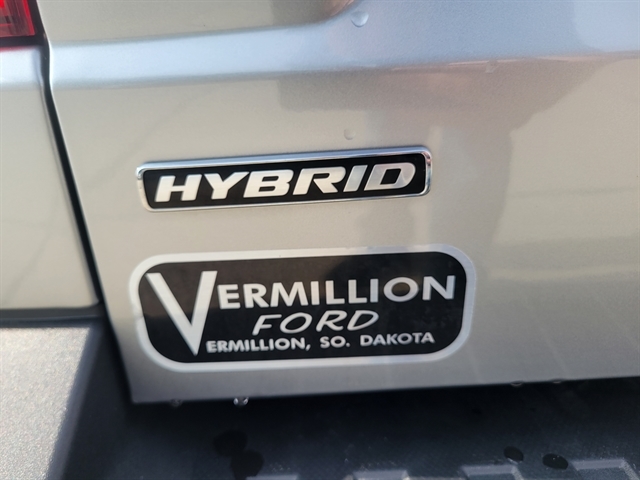 HYBRID
VERMILLION
FORD
VERMILLION, SO. DAKOTA